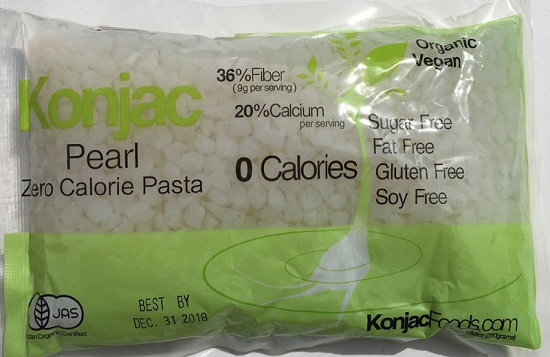 Organic
Vegan
36%Fiber
(9g per serving)
Konjac
20%Calcium
per serving
Sugar Free
Fat Free
Pearl
0 Calories
Gluten Free
Zero Calorie Pasta
Soy Free
JAS
BEST BY
DEC. 31 2018
KonjacFoods.com